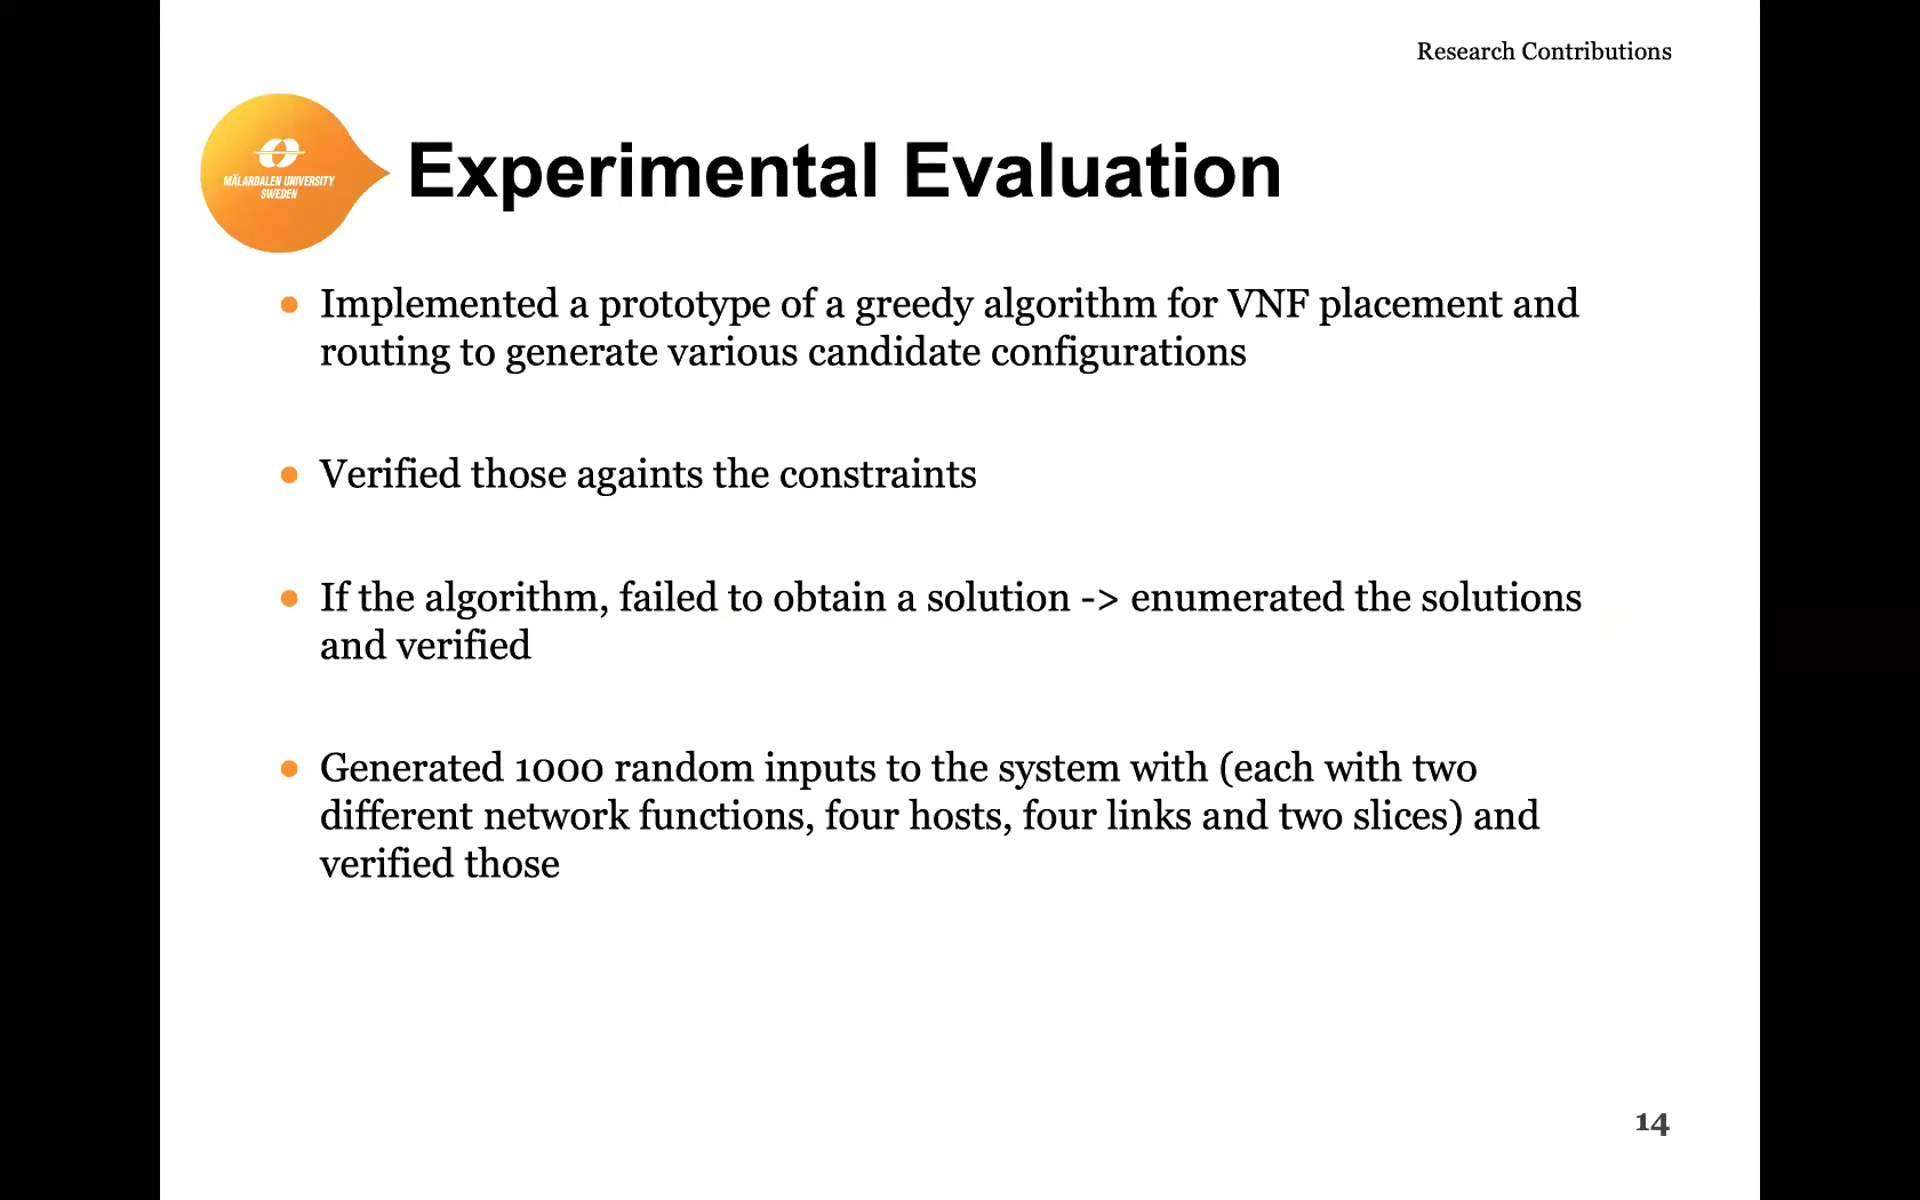 Research Contributions
MÄLARDALEN UNIVERSITY
SWEDEN
Experimental Evaluation
Implemented a prototype of a greedy algorithm for VNF placement and
routing to generate various candidate configurations
Verified those againts the constraints
If the algorithm, failed to obtain a solution -> enumerated the solutions
and verified
Generated 1000 random inputs to the system with (each with two
different network functions, four hosts, four links and two slices) and
verified those
14